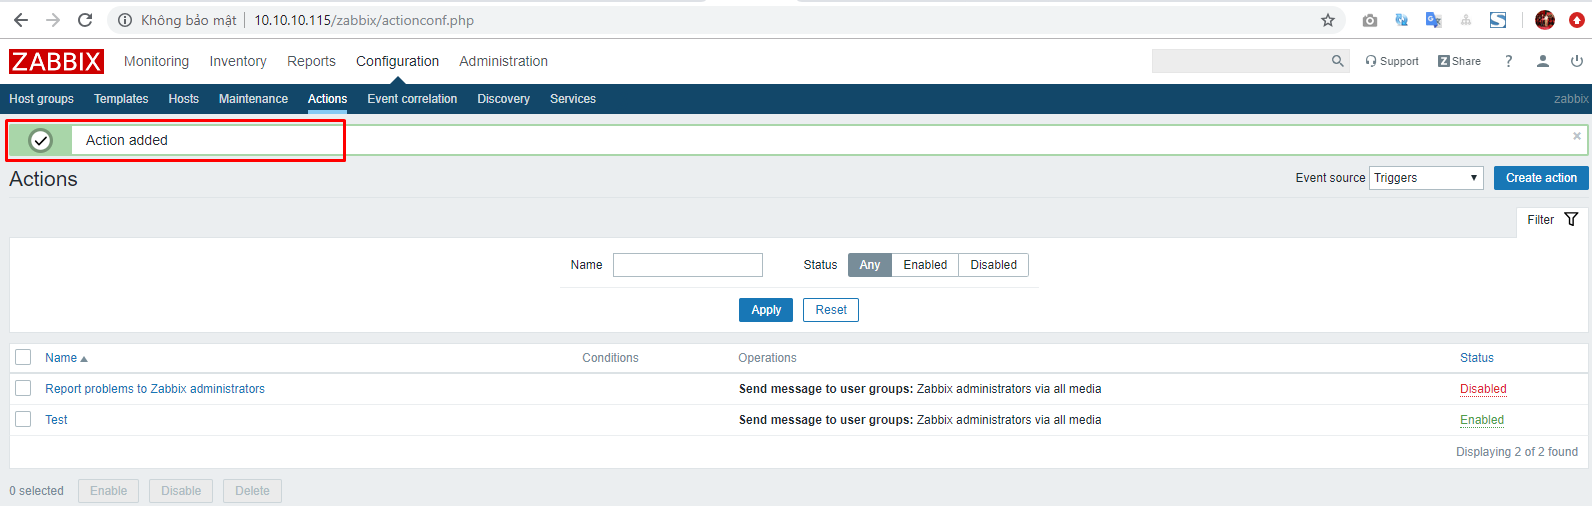 Không bảo mật | 10.10.10.115/zabbix/actionconf.php
ZABBIX Monitoring Inventory Reports Configuration Administration Support Z Share ?
Host groups Templates Hosts Maintenance Actions Event correlation Discovery Services zabbix
Action added
Actions Event source Triggers Create action
Filter
Name Status Any Enabled Disabled
Apply Reset
Name Conditions Operations Status
Report problems to Zabbix administrators Send message to user groups: Zabbix administrators via all media Disabled
Test Send message to user groups: Zabbix administrators via all media Enabled
Displaying 2 of 2 found
0 selected Enable Disable Delete